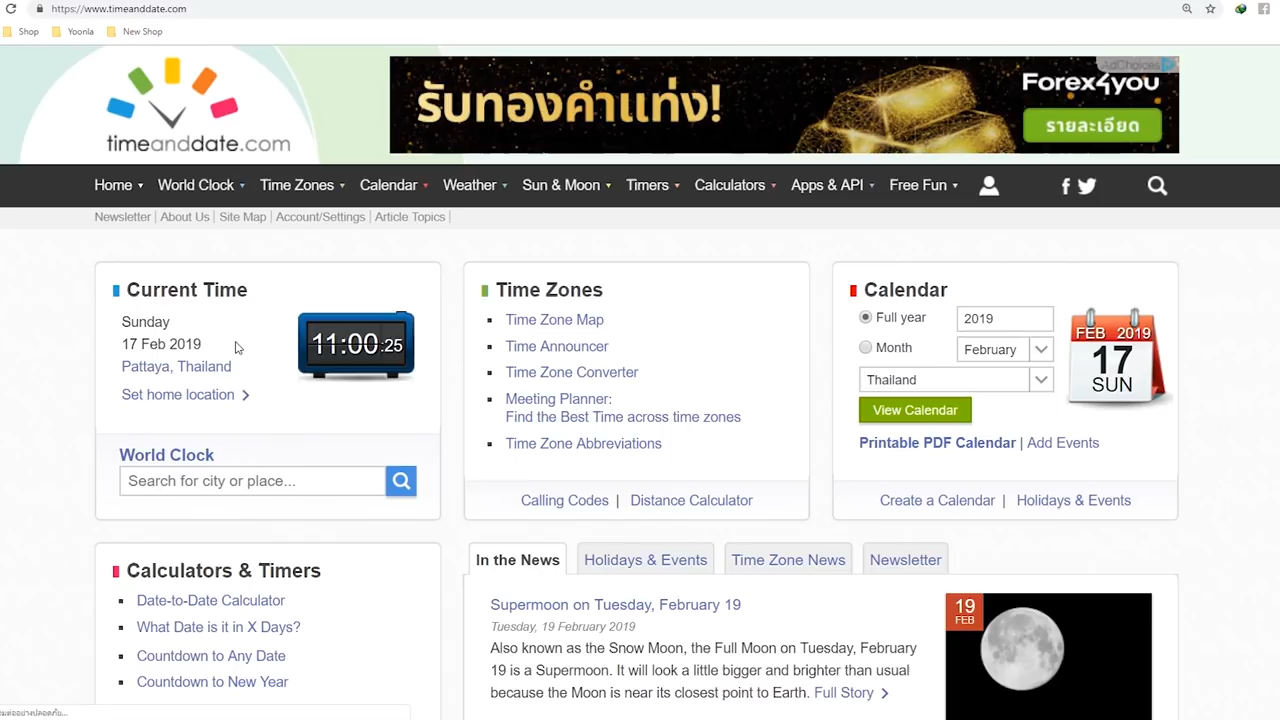 https://www.timeanddate.com
Shop Yoonla New Shop
timeanddate.com
รับทองคำแท่ง!
AdChoices
Forex4you
รายละเอียด
Home World Clock Time Zones Calendar Weather Sun & Moon Timers Calculators Apps & API Free Fun
Newsletter | About Us | Site Map | Account/Settings | Article Topics |
Current Time
Sunday
17 Feb 2019
Pattaya, Thailand
Set home location
11:00:25
World Clock
Search for city or place...
Time Zones
Time Zone Map
Time Announcer
Time Zone Converter
Meeting Planner:
Find the Best Time across time zones
Time Zone Abbreviations
Calling Codes | Distance Calculator
Calendar
Full year 2019
Month February
Thailand
View Calendar
FEB 2019
17
SUN
Printable PDF Calendar | Add Events
Create a Calendar | Holidays & Events
Calculators & Timers
Date-to-Date Calculator
What Date is it in X Days?
Countdown to Any Date
Countdown to New Year
In the News Holidays & Events Time Zone News Newsletter
Supermoon on Tuesday, February 19
Tuesday, 19 February 2019
Also known as the Snow Moon, the Full Moon on Tuesday, February
19 is a Supermoon. It will look a little bigger and brighter than usual
because the Moon is near its closest point to Earth. Full Story
19
FEB